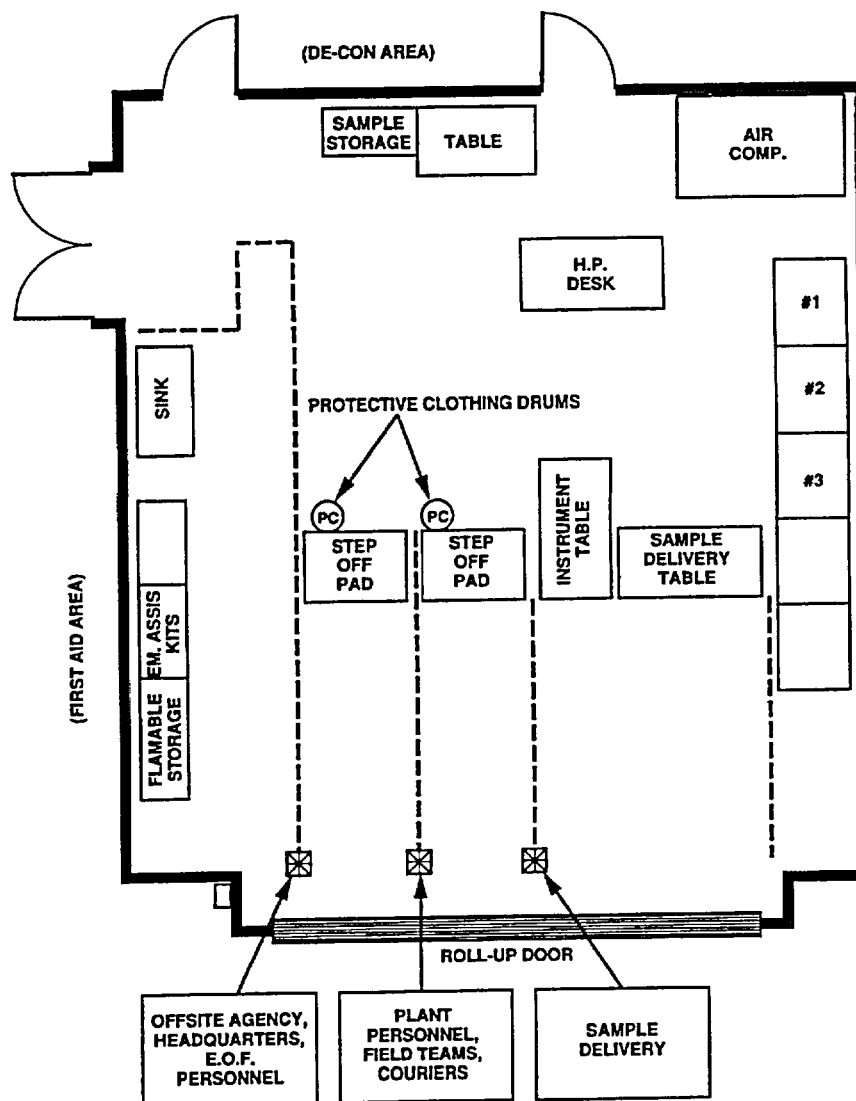 (DE-CON AREA)
SAMPLE
STORAGE
TABLE
AIR
COMP.
H.P.
DESK
#1
#2
#3
SINK
PROTECTIVE CLOTHING DRUMS
PC
PC
STEP
OFF
PAD
STEP
OFF
PAD
INSTRUMENT
TABLE
SAMPLE
DELIVERY
TABLE
(FIRST AID AREA)
EM. ASSIS
KITS
FLAMABLE
STORAGE
ROLL-UP DOOR
OFFSITE AGENCY,
HEADQUARTERS,
E.O.F.
PERSONNEL
PLANT
PERSONNEL,
FIELD TEAMS,
COURIERS
SAMPLE
DELIVERY